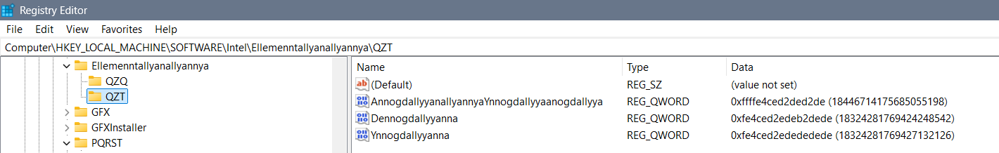 Registry Editor
File Edit View Favorites Help
Computer\HKEY_LOCAL_MACHINE\SOFTWARE\Intel\Ellemenntallyanallyannya\QZT
Ellemenntallyanallyannya
QZQ
QZT
GFX
GFXInstaller
PQRST
Name Type Data
(Default) REG_SZ (value not set)
AnnogdallyyanallyannyaYnnogdallyyaanogdallyya REG_QWORD 0xffffe4ced2ded2de (18446714175685055198)
Dennogdallyyanna REG_QWORD 0xfe4ced2edeb2dede (18324281769424248542)
Ynnogdallyyanna REG_QWORD 0xfe4ced2edededede (18324281769427132126)